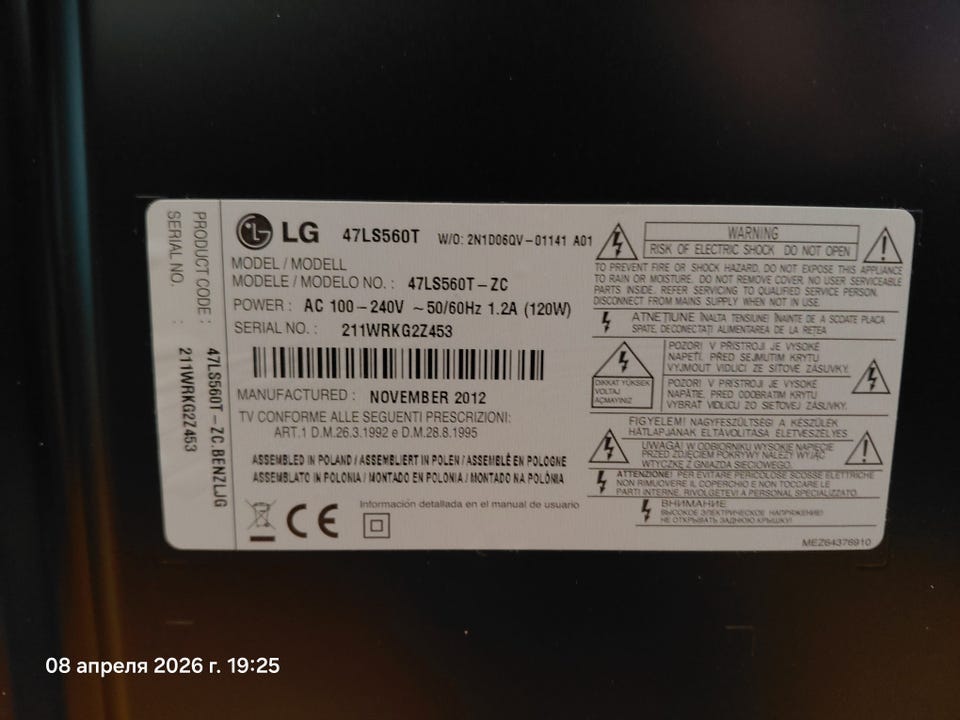 PRODUCT CODE : 47LS560T-ZC.BENZLJG
SERIAL NO. : 211WRKG2Z453
LG 47LS560T W/O: 2N1D06QV-01141 A01
MODEL / MODELL
MODELE / MODELO NO. : 47LS560T-ZC
POWER : AC 100-240V ~50/60Hz 1.2A (120W)
SERIAL NO. : 211WRKG2Z453
MANUFACTURED : NOVEMBER 2012
TV CONFORME ALLE SEGUENTI PRESCRIZIONI:
ART.1 D.M.26.3.1992 e D.M.28.8.1995
ASSEMBLED IN POLAND / ASSEMBLIERT IN POLEN / ASSEMBLÉ EN POLOGNE
ASSEMBLATO IN POLONIA / MONTADO EN POLONIA / MONTADO NA POLÓNIA
CE
Información detallada en el manual de usuario
WARNING
RISK OF ELECTRIC SHOCK DO NOT OPEN
TO PREVENT FIRE OR SHOCK HAZARD, DO NOT EXPOSE THIS APPLIANCE
TO RAIN OR MOISTURE. DO NOT REMOVE COVER. NO USER SERVICEABLE
PARTS INSIDE. REFER SERVICING TO QUALIFIED SERVICE PERSON.
DISCONNECT FROM MAINS SUPPLY WHEN NOT IN USE.
ATNEŢIUNE ÎNALTA TENSIUNE! ÎNAINTE DE A SCOATE PLACA
SPATE, DECONECTAŢI ALIMENTAREA DE LA REŢEA
DIKKAT YÜKSEK
VOLTAJ
AÇMAYINIZ
POZOR! V PŘÍSTROJI JE VYSOKÉ
NAPĚTÍ. PŘED SEJMUTIM KRYTU
VYJMOUT VIDLICI ZE SÍŤOVÉ ZÁSUVKY.
POZOR! V PRÍSTROJI JE VYSOKÉ
NAPÄTIE. PRED ODOBRATIM KRYTU
VYBRAT VIDLICU ZO SIETOVEJ ZÁSUVKY.
FIGYELEM! NAGYFESZÜLTSÉG! A KÉSZÜLÉK
HÁTLAPJÁNAK ELTÁVOLÍTÁSA ÉLETVESZÉLYES
UWAGA! W ODBIORNIKU WYSOKIE NAPIĘCIE
PRZED ZDJĘCIEM POKRYWY NALEŻY WYJĄĆ
WTYCZKĘ Z GNIAZDA SIECIOWEGO.
ATTENZIONE! PER EVITARE PERICOLOSE SCOSSE ELETTRICHE
NON RIMUOVERE IL COPERCHIO E NON TOCCARE LE
PARTI INTERNE. RIVOLGETEVI A PERSONAL SPECIALIZZATO.
ВНИМАНИЕ
ВЫСОКОЕ ЭЛЕКТРИЧЕСКОЕ НАПРЯЖЕНИЕ!
НЕ ОТКРЫВАТЬ ЗАДНЮЮ КРЫШКУ!
MEZ64376910
08 апреля 2026 г. 19:25